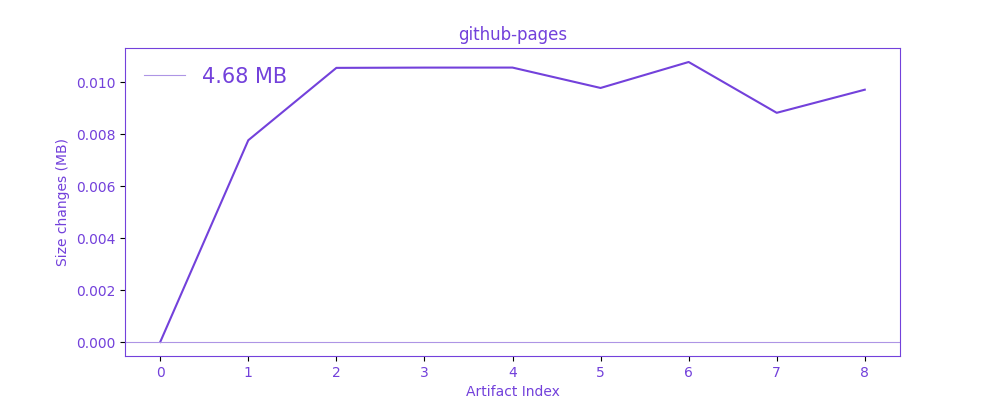 github-pages
4.68 MB
Size changes (MB)
0.010
0.008
0.006
0.004
0.002
0.000
0 1 2 3 4 5 6 7 8
Artifact Index